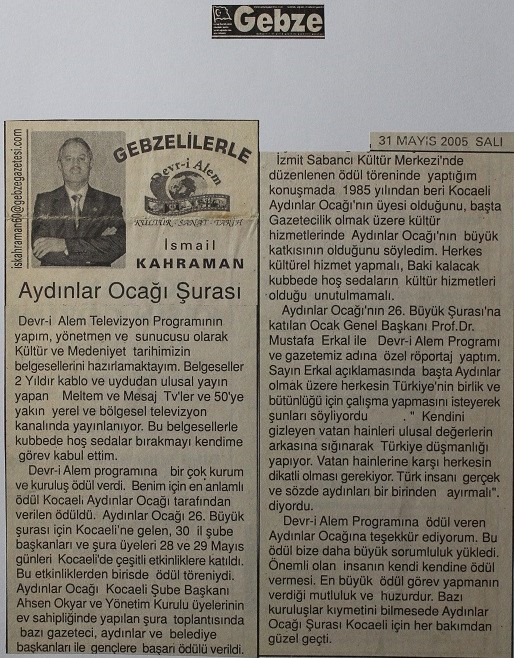 Gebze
iskahraman60@gebzegazetesi.com
GEBZELİLERLE
Devr-i Alem
KÜLTÜR - SANAT - TARİH
İsmail
KAHRAMAN
Aydınlar Ocağı Şurası
Devr-i Alem Televizyon Programının
yapım, yönetmen ve sunucusu olarak
Kültür ve Medeniyet tarihimizin
belgesellerini hazırlamaktayım. Belgeseller
2 Yıldır kablo ve uydudan ulusal yayın
yapan Meltem ve Mesaj Tv'ler ve 50'ye
yakın yerel ve bölgesel televizyon
kanalında yayınlanıyor. Bu belgesellerle
kubbede hoş sedalar bırakmayı kendime
görev kabul ettim.
Devr-i Alem programına bir çok kurum
ve kuruluş ödül verdi. Benim için en anlamlı
ödül Kocaeli Aydınlar Ocağı tarafından
verilen ödüldü. Aydınlar Ocağı 26. Büyük
şurası için Kocaeli'ne gelen, 30 il şube
başkanları ve şura üyeleri 28 ve 29 Mayıs
günleri Kocaeli'de çeşitli etkinliklere katıldı.
Bu etkinliklerden birisde ödül töreniydi.
Aydınlar Ocağı Kocaeli Şube Başkanı
Ahsen Okyar ve Yönetim Kurulu üyelerinin
ev sahipliğinde yapılan şura toplantısında
bazı gazeteci, aydınlar ve belediye
başkanları ile gençlere başarı ödülü verildi.
31 MAYIS 2005 SALI
İzmit Sabancı Kültür Merkezi'nde
düzenlenen ödül töreninde yaptığım
konuşmada 1985 yılından beri Kocaeli
Aydınlar Ocağı'nın üyesi olduğunu, başta
Gazetecilik olmak üzere kültür
hizmetlerinde Aydınlar Ocağı'nın büyük
katkısının olduğunu söyledim. Herkes
kültürel hizmet yapmalı, Baki kalacak
kubbede hoş sedaların kültür hizmetleri
olduğu unutulmamalı.
Aydınlar Ocağı'nın 26. Büyük Şurası'na
katılan Ocak Genel Başkanı Prof.Dr.
Mustafa Erkal ile Devr-i Alem Programı
ve gazetemiz adına özel röportaj yaptım.
Sayın Erkal açıklamasında başta Aydınlar
olmak üzere herkesin Türkiye'nin birlik ve
bütünlüğü için çalışma yapmasını isteyerek
şunları söylüyordu ." Kendini
gizleyen vatan hainleri ulusal değerlerin
arkasına sığınarak Türkiye düşmanlığı
yapıyor. Vatan hainlerine karşı herkesin
dikatli olması gerekiyor. Türk insanı gerçek
ve sözde aydınları bir birinden ayırmalı".
diyordu.
Devr-i Alem Programına ödül veren
Aydınlar Ocağına teşekkür ediyorum. Bu
ödül bize daha büyük sorumluluk yükledi.
Önemli olan insanın kendi kendine ödül
vermesi. En büyük ödül görev yapmanın
verdiği mutluluk ve huzurdur. Bazı
kuruluşlar kıymetini bilmesede Aydınlar
Ocağı Şurası Kocaeli için her bakımdan
güzel geçti.